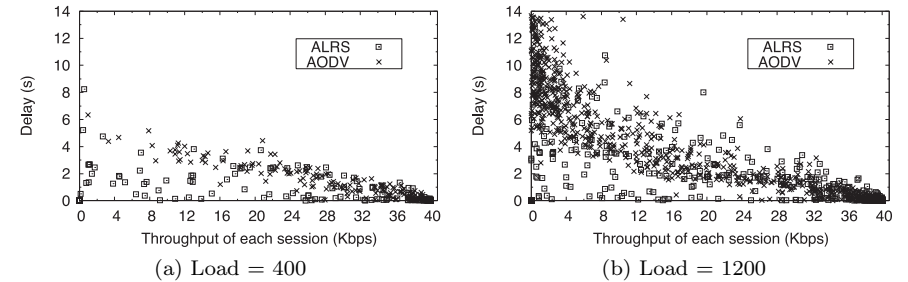 14
12
10
8
6
4
2
0
Delay (s)
ALRS
AODV
0 4 8 12 16 20 24 28 32 36 40
Throughput of each session (Kbps)
(a) Load = 400
14
12
10
8
6
4
2
0
Delay (s)
ALRS
AODV
0 4 8 12 16 20 24 28 32 36 40
Throughput of each session (Kbps)
(b) Load = 1200